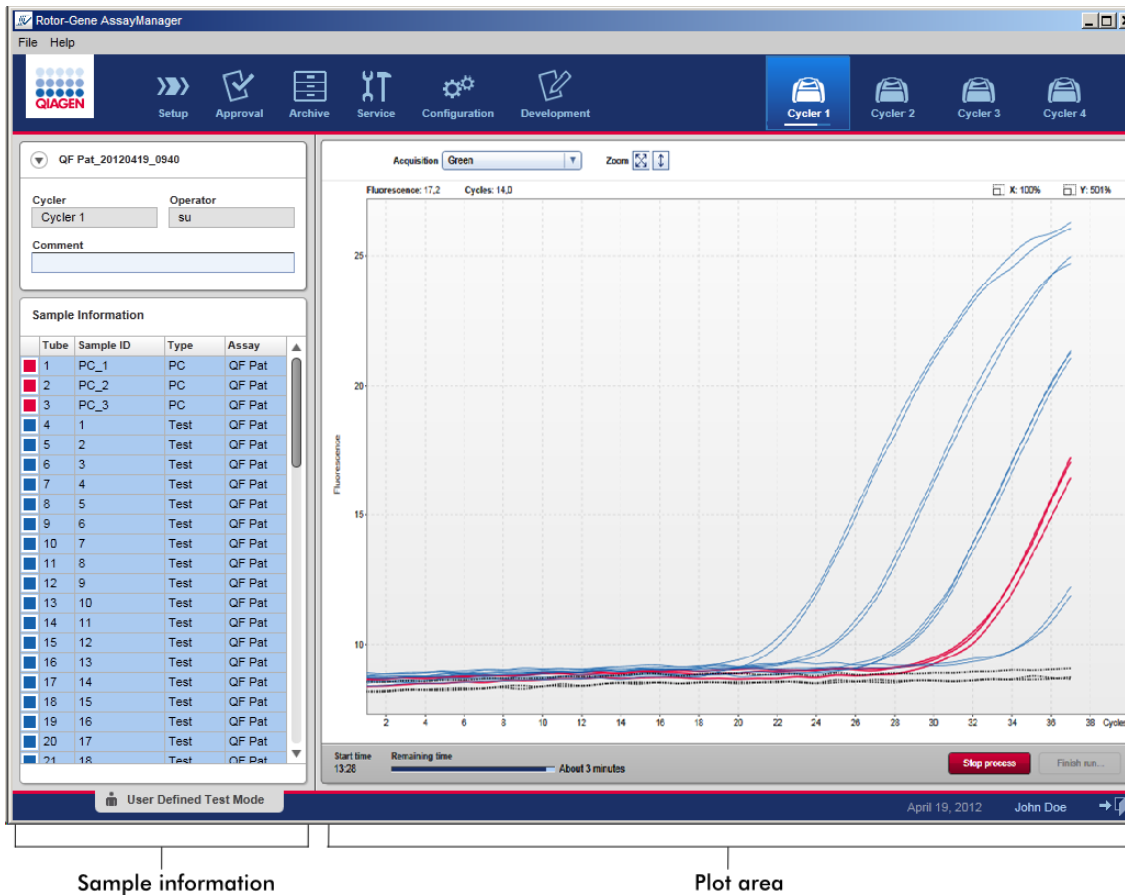 Rotor-Gene AssayManager
File Help
QIAGEN
Setup Approval Archive Service Configuration Development Cycler 1 Cycler 2 Cycler 3 Cycler 4
QF Pat_20120419_0940
Cycler Operator
Cycler 1 su
Comment
Sample Information
Tube Sample ID Type Assay
1 PC_1 PC QF Pat
2 PC_2 PC QF Pat
3 PC_3 PC QF Pat
4 1 Test QF Pat
5 2 Test QF Pat
6 3 Test QF Pat
7 4 Test QF Pat
8 5 Test QF Pat
9 6 Test QF Pat
10 7 Test QF Pat
11 8 Test QF Pat
12 9 Test QF Pat
13 10 Test QF Pat
14 11 Test QF Pat
15 12 Test QF Pat
16 13 Test QF Pat
17 14 Test QF Pat
18 15 Test QF Pat
19 16 Test QF Pat
20 17 Test QF Pat
21 18 Test QF Pat
User Defined Test Mode
Acquisition Green Zoom
Fluorescence: 17,2 Cycles: 14,0 X: 100% Y: 501%
Fluorescence
25
20
15
10
2 4 6 8 10 12 14 16 18 20 22 24 26 28 30 32 34 36 38 Cycles
Start time Remaining time
13:28 About 3 minutes
Stop process Finish run...
April 19, 2012 John Doe
Sample information Plot area